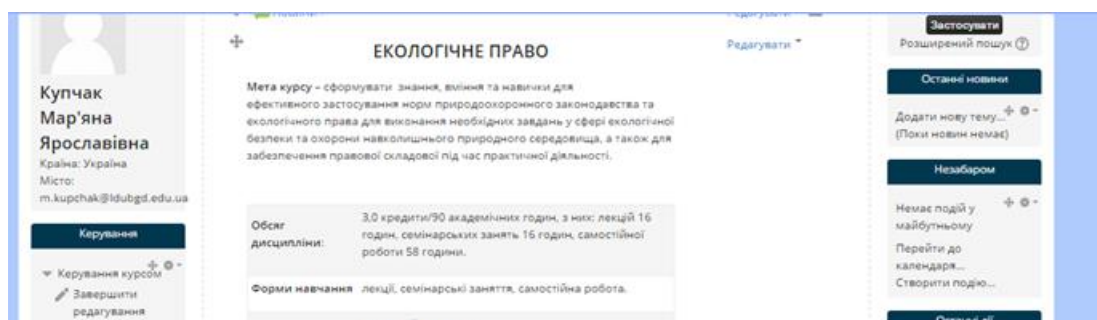 Купчак
Мар'яна
Ярославівна
Країна: Україна
Місто:
m.kupchak@ldubgd.edu.ua
Керування
Керування курсом
Завершити
редагування
Редагувати
ЕКОЛОГІЧНЕ ПРАВО
Мета курсу – сформувати знання, вміння та навички для
ефективного застосування норм природоохоронного законодавства та
екологічного права для виконання необхідних завдань у сфері екологічної
безпеки та охорони навколишнього природного середовища, а також для
забезпечення правової складової під час практичної діяльності.
Обсяг
дисципліни:
3,0 кредити/90 академічних годин, з них: лекцій 16
годин, семінарських занять 16 годин, самостійної
роботи 58 години.
Форми навчання
лекції, семінарські заняття, самостійна робота.
Застосувати
Розширений пошук
Останні новини
Додати нову тему...
(Поки новин немає)
Незабаром
Немає подій у
майбутньому
Перейти до
календаря...
Створити подію...